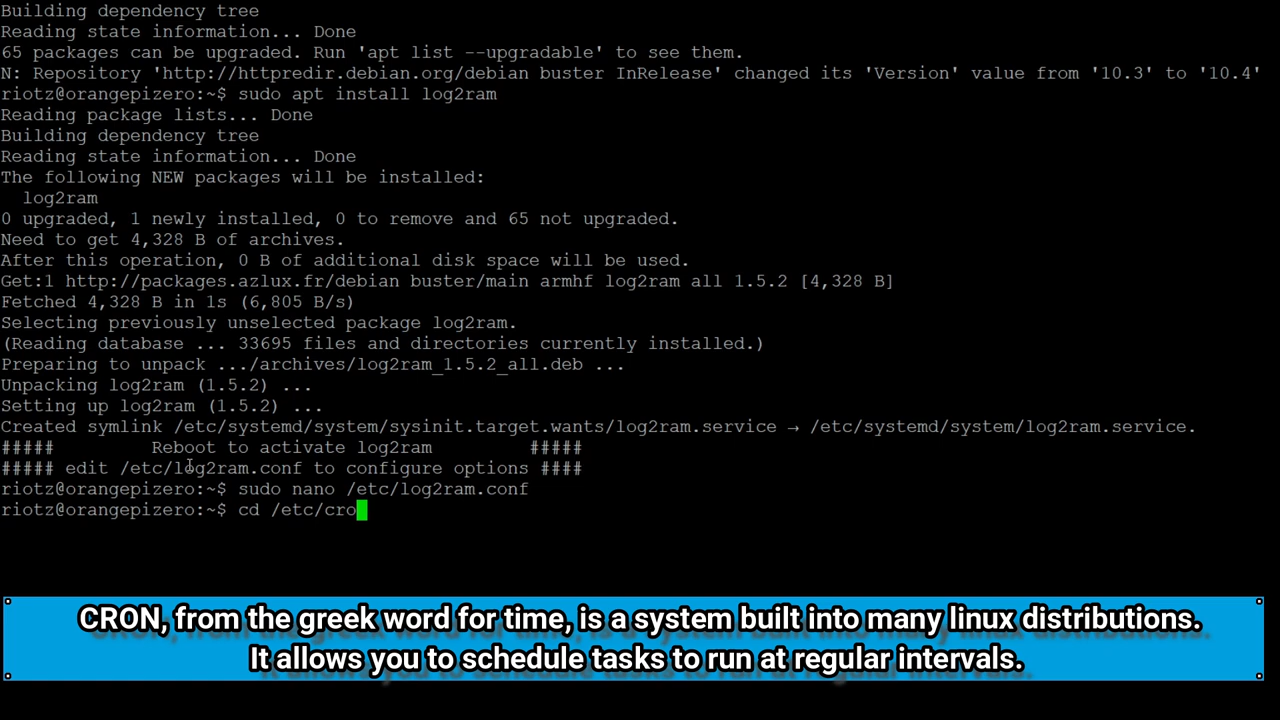 Building dependency tree
Reading state information... Done
65 packages can be upgraded. Run 'apt list --upgradable' to see them.
N: Repository 'http://httpredir.debian.org/debian buster InRelease' changed its 'Version' value from '10.3' to '10.4'
riotz@orangepizero:~$ sudo apt install log2ram
Reading package lists... Done
Building dependency tree
Reading state information... Done
The following NEW packages will be installed:
  log2ram
0 upgraded, 1 newly installed, 0 to remove and 65 not upgraded.
Need to get 4,328 B of archives.
After this operation, 0 B of additional disk space will be used.
Get:1 http://packages.azlux.fr/debian buster/main armhf log2ram all 1.5.2 [4,328 B]
Fetched 4,328 B in 1s (6,805 B/s)
Selecting previously unselected package log2ram.
(Reading database ... 33695 files and directories currently installed.)
Preparing to unpack .../archives/log2ram_1.5.2_all.deb ...
Unpacking log2ram (1.5.2) ...
Setting up log2ram (1.5.2) ...
Created symlink /etc/systemd/system/sysinit.target.wants/log2ram.service → /etc/systemd/system/log2ram.service.
#####         Reboot to activate log2ram         #####
##### edit /etc/log2ram.conf to configure options ####
riotz@orangepizero:~$ sudo nano /etc/log2ram.conf
riotz@orangepizero:~$ cd /etc/cro
CRON, from the greek word for time, is a system built into many linux distributions.
It allows you to schedule tasks to run at regular intervals.